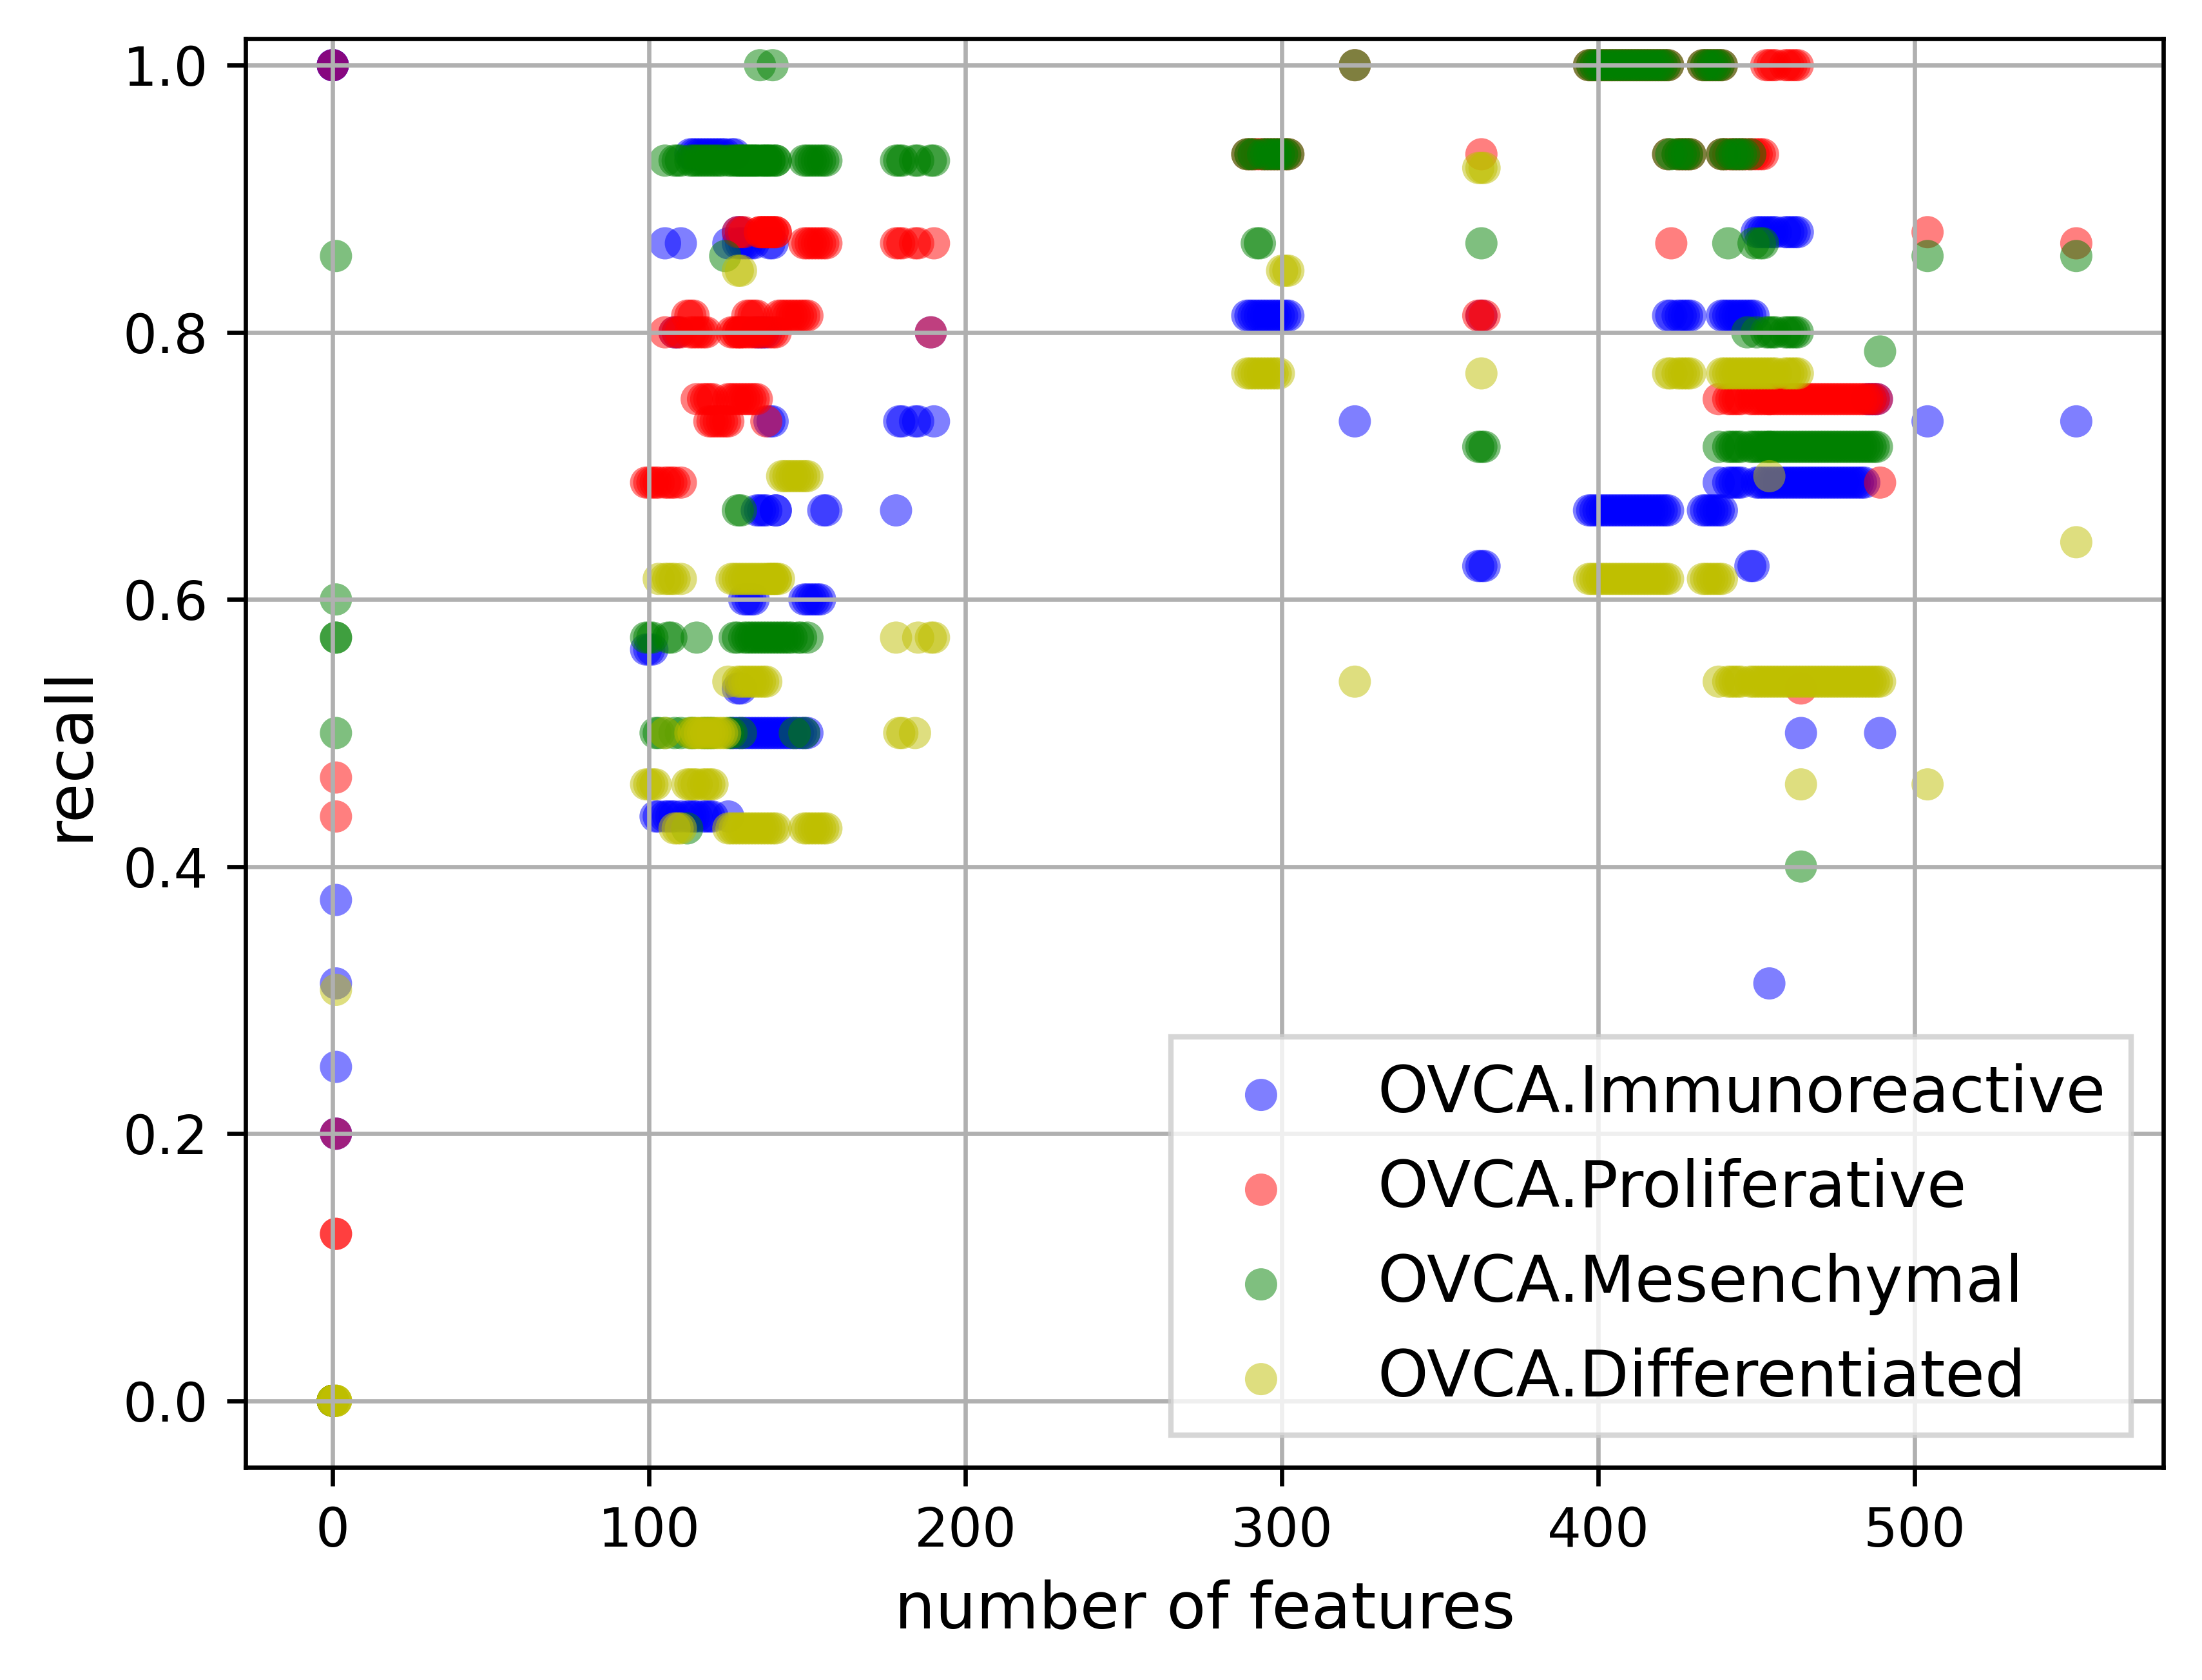 1.0
0.8
0.6
0.4
0.2
0.0
recall
OVCA.Immunoreactive
OVCA.Proliferative
OVCA.Mesenchymal
OVCA.Differentiated
0 100 200 300 400 500
number of features